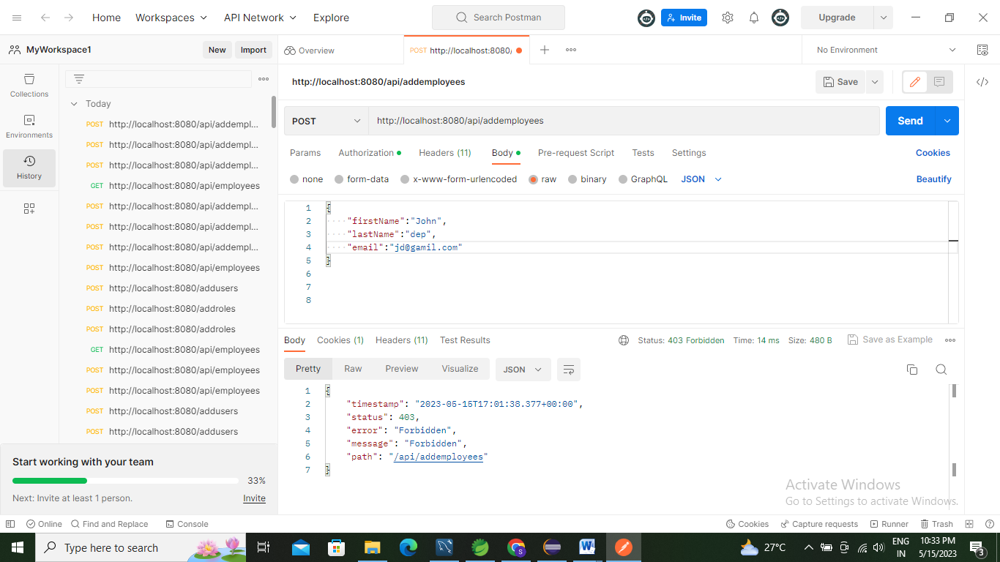 Home Workspaces API Network Explore Search Postman Invite Upgrade
MyWorkspace1 New Import Overview POST http://localhost:8080/ No Environment
Collections
Environments
History
Today
POST http://localhost:8080/api/addempl...
POST http://localhost:8080/api/addempl...
POST http://localhost:8080/api/addempl...
GET http://localhost:8080/api/employees
POST http://localhost:8080/api/addempl...
POST http://localhost:8080/api/addempl...
POST http://localhost:8080/api/addempl...
POST http://localhost:8080/api/employees
POST http://localhost:8080/addusers
POST http://localhost:8080/addroles
POST http://localhost:8080/addroles
GET http://localhost:8080/api/employees
POST http://localhost:8080/api/employees
POST http://localhost:8080/api/employees
POST http://localhost:8080/addusers
POST http://localhost:8080/addusers
Start working with your team
33%
Next: Invite at least 1 person. Invite
http://localhost:8080/api/addemployees Save
POST http://localhost:8080/api/addemployees Send
Params Authorization Headers (11) Body Pre-request Script Tests Settings Cookies
none form-data x-www-form-urlencoded raw binary GraphQL JSON Beautify
1 {
2 "firstName":"John",
3 "lastName":"dep",
4 "email":"jd@gamil.com"
5 }
6
7
8
Body Cookies (1) Headers (11) Test Results Status: 403 Forbidden Time: 14 ms Size: 480 B Save as Example
Pretty Raw Preview Visualize JSON
1 {
2 "timestamp": "2023-05-15T17:01:38.377+00:00",
3 "status": 403,
4 "error": "Forbidden",
5 "message": "Forbidden",
6 "path": "/api/addemployees"
7 }
Activate Windows
Go to Settings to activate Windows.
Online Find and Replace Console Cookies Capture requests Runner Trash
Type here to search 27°C ENG 10:33 PM
IN 5/15/2023 3